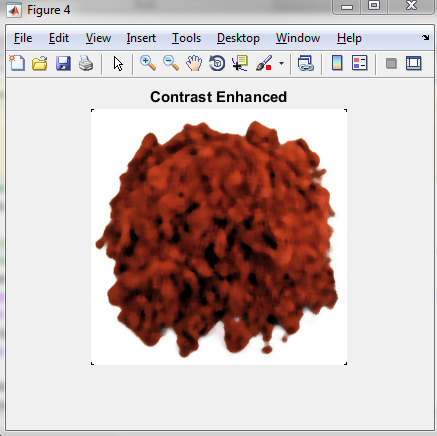 Figure 4
File Edit View Insert Tools Desktop Window Help
Contrast Enhanced